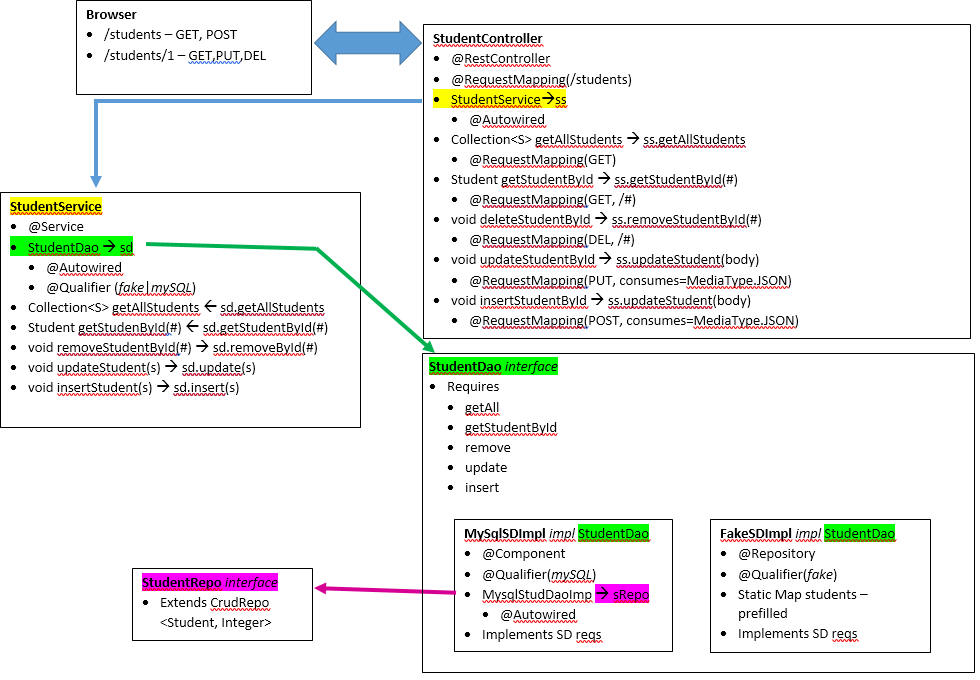 Browser
• /students – GET, POST
• /students/1 – GET,PUT,DEL
StudentController
• @RestController
• @RequestMapping(/students)
• StudentService→ss
• @Autowired
• Collection<S> getAllStudents → ss.getAllStudents
• @RequestMapping(GET)
• Student getStudentById → ss.getStudentById(#)
• @RequestMapping(GET, /#)
• void deleteStudentById → ss.removeStudentById(#)
• @RequestMapping(DEL, /#)
• void updateStudentById → ss.updateStudent(body)
• @RequestMapping(PUT, consumes=MediaType.JSON)
• void insertStudentById → ss.updateStudent(body)
• @RequestMapping(POST, consumes=MediaType.JSON)
StudentService
• @Service
• StudentDao → sd
• @Autowired
• @Qualifier (fake|mySQL)
• Collection<S> getAllStudents ← sd.getAllStudents
• Student getStudenById(#) ← sd.getStudentById(#)
• void removeStudentById(#) → sd.removeById(#)
• void updateStudent(s) → sd.update(s)
• void insertStudent(s) → sd.insert(s)
StudentDao interface
• Requires
• getAll
• getStudentById
• remove
• update
• insert
MySqlSDImpl impl StudentDao
• @Component
• @Qualifier(mySQL)
• MysqlStudDaoImp → sRepo
• @Autowired
• Implements SD reqs
FakeSDImpl impl StudentDao
• @Repository
• @Qualifier(fake)
• Static Map students –
prefilled
• Implements SD reqs
StudentRepo interface
• Extends CrudRepo
<Student, Integer>